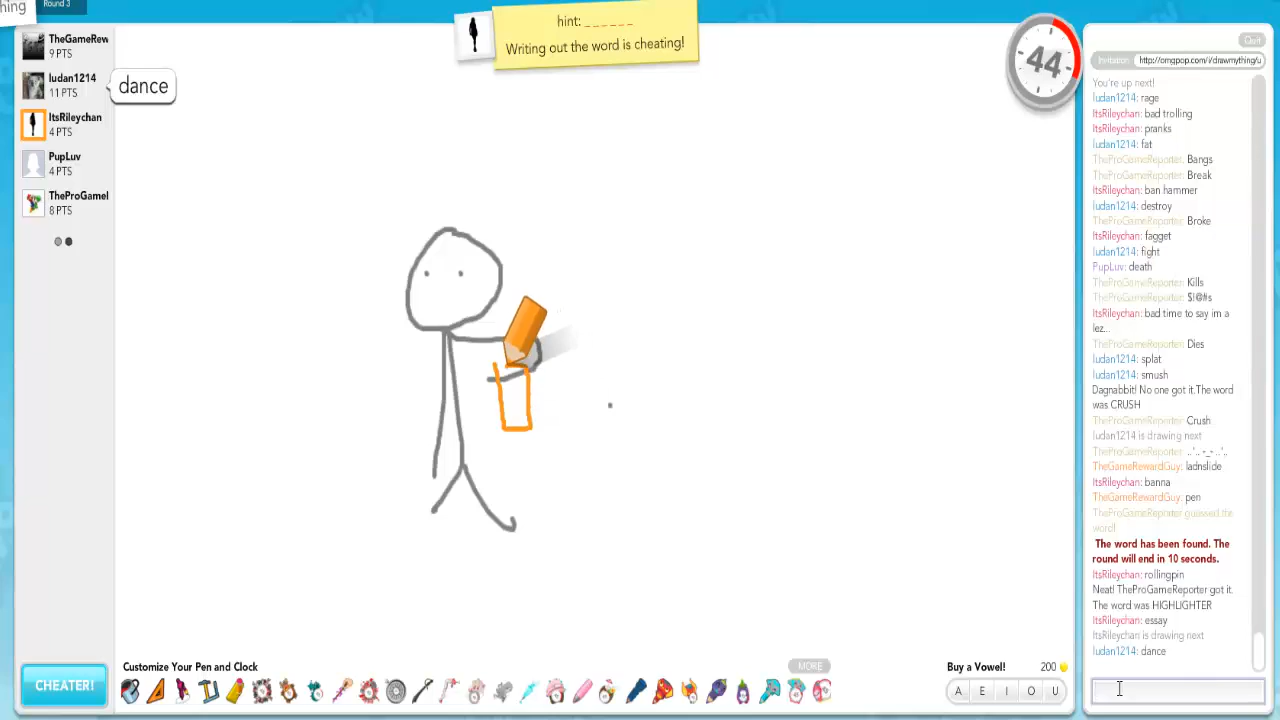 hing
Round 3
hint: _ _ _ _ _ _
Writing out the word is cheating!
44
TheGameRew
9 PTS
ludan1214
11 PTS
dance
ItsRileychan
4 PTS
PupLuv
4 PTS
TheProGameI
8 PTS
Quit
Invitation http://omgpop.com/i/drawmything/u
You're up next!
ludan1214: rage
ItsRileychan: bad trolling
ItsRileychan: pranks
ludan1214: fat
TheProGameReporter: Bangs
TheProGameReporter: Break
ItsRileychan: ban hammer
ludan1214: destroy
TheProGameReporter: Broke
ItsRileychan: fagget
ludan1214: fight
PupLuv: death
TheProGameReporter: Kills
TheProGameReporter: $!@#s
ItsRileychan: bad time to say im a
lez...
TheProGameReporter: Dies
ludan1214: splat
ludan1214: smush
Dagnabbit! No one got it.The word
was CRUSH
TheProGameReporter: Crush
ludan1214 is drawing next
TheProGameReporter:
TheGameRewardGuy: ladnslide
ItsRileychan: banna
TheGameRewardGuy: pen
TheProGameReporter guessed the
word!
The word has been found. The
round will end in 10 seconds.
ItsRileychan: rollingpin
Neat! TheProGameReporter got it.
The word was HIGHLIGHTER
ItsRileychan: essay
ItsRileychan is drawing next
ludan1214: dance
CHEATER!
Customize Your Pen and Clock
MORE
Buy a Vowel!
200
A E I O U